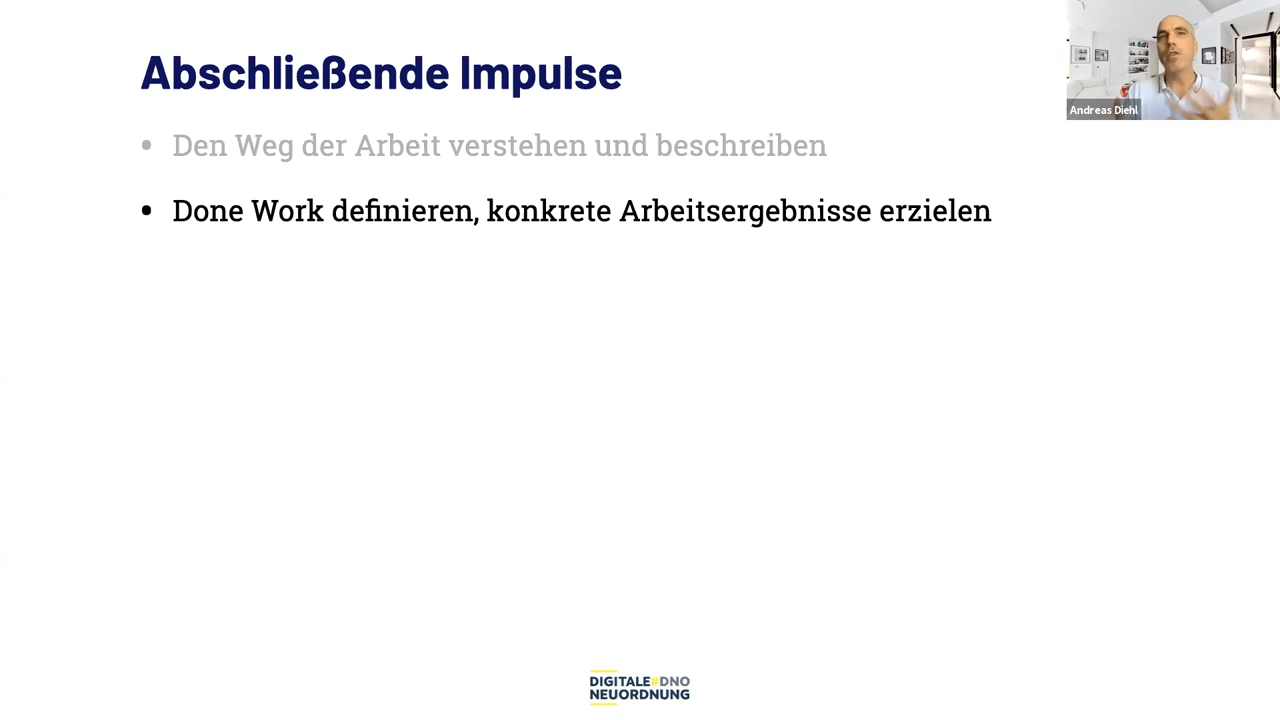 Abschließende Impulse
• Den Weg der Arbeit verstehen und beschreiben
• Done Work definieren, konkrete Arbeitsergebnisse erzielen
Andreas Diehl
DIGITALE#DNO
NEUORDNUNG